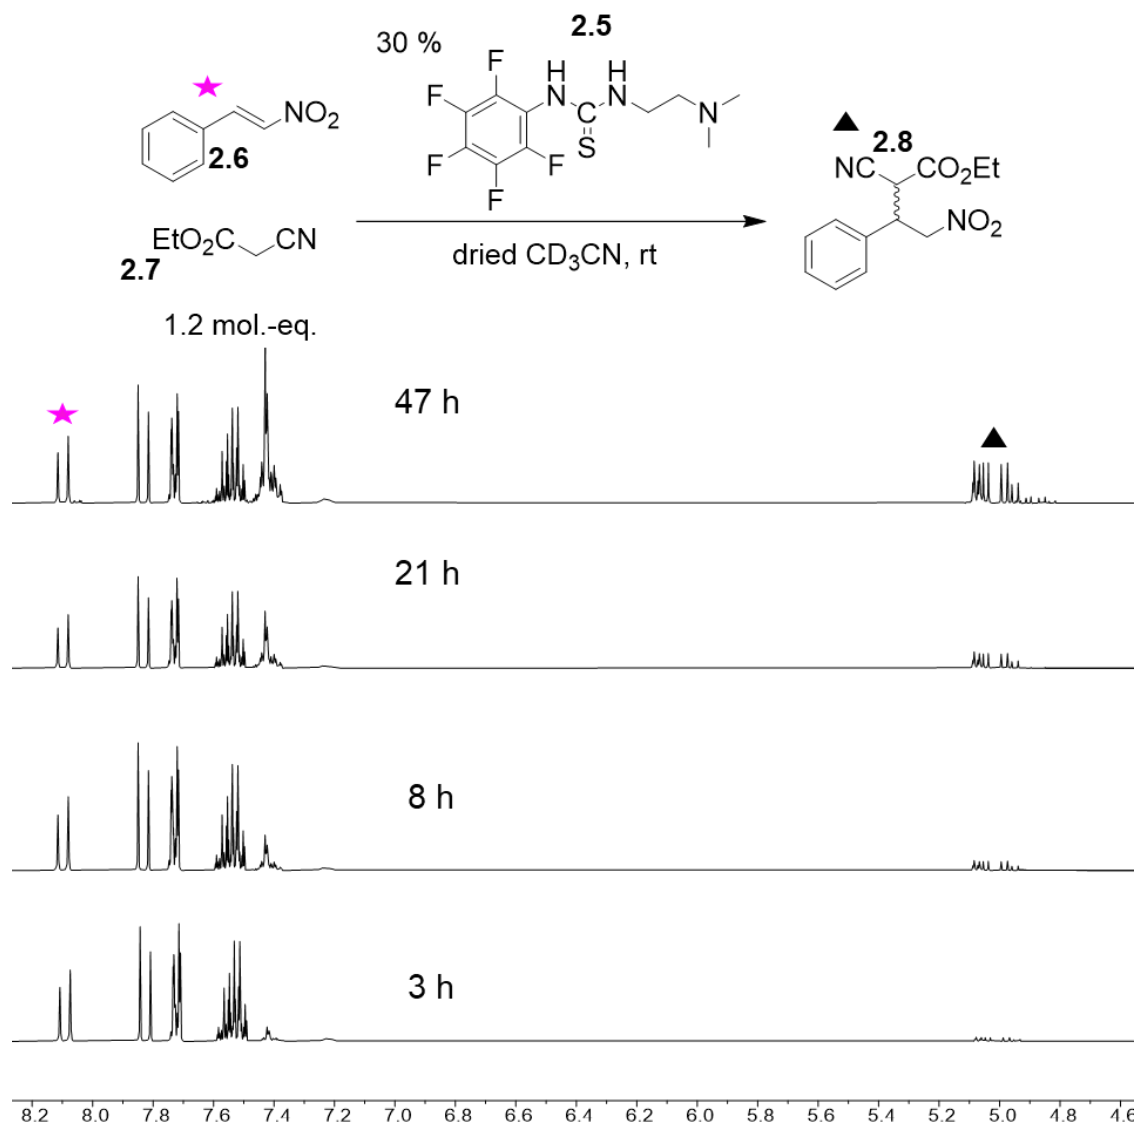 30 %
2.5
F
F
F
F
F
H
N
H
N
S
N
NO2
2.6
EtO2C
CN
2.7
1.2 mol.-eq.
dried CD3CN, rt
2.8
NC
CO2Et
NO2
47 h
21 h
8 h
3 h
8.2 8.0 7.8 7.6 7.4 7.2 7.0 6.8 6.6 6.4 6.2 6.0 5.8 5.6 5.4 5.2 5.0 4.8 4.6